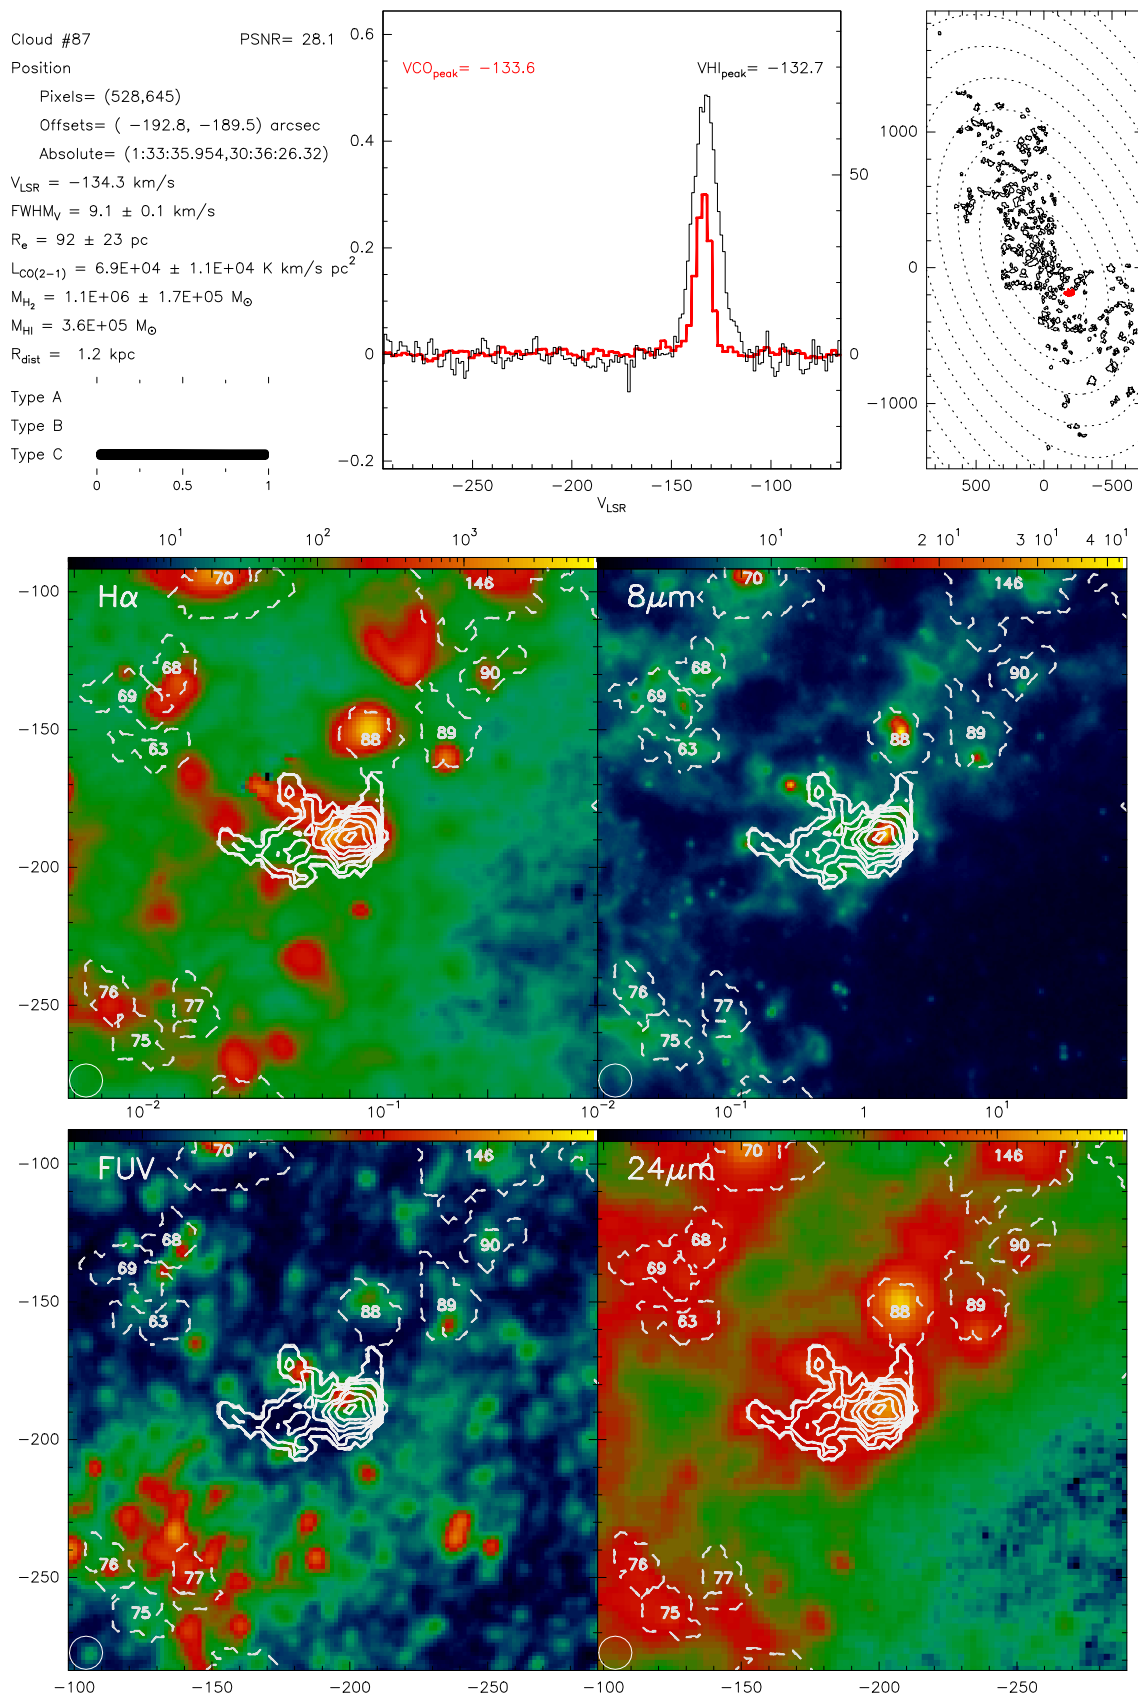 Cloud #87 PSNR= 28.1
Position
Pixels= (528,645)
Offsets= ( −192.8, −189.5) arcsec
Absolute= (1:33:35.954,30:36:26.32)
V_LSR = −134.3 km/s
FWHM_V = 9.1 ± 0.1 km/s
R_e = 92 ± 23 pc
L_CO(2−1) = 6.9E+04 ± 1.1E+04 K km/s pc²
M_H₂ = 1.1E+06 ± 1.7E+05 M_⊙
M_HI = 3.6E+05 M_⊙
R_dist = 1.2 kpc
Type A
Type B
Type C
0 0.5 1
VCO_peak= −133.6 VHI_peak= −132.7
0.6
0.4
0.2
0
−0.2
50
0
−250 −200 −150 −100
V_LSR
1000
0
−1000
500 0 −500
10¹ 10² 10³
10¹ 2 10¹ 3 10¹ 4 10¹
Hα
70 146
68 90
69
63 88 89
76 77
75
−100
−150
−200
−250
8μm
70 146
68 90
69
63 88 89
76 77
75
10⁻² 10⁻¹
10⁻² 10⁻¹ 1 10¹
FUV
70 146
68 90
69
63 88 89
76 77
75
−100
−150
−200
−250
−100 −150 −200 −250
24μm
70 146
68 90
69
63 88 89
76 77
75
−150 −200 −250